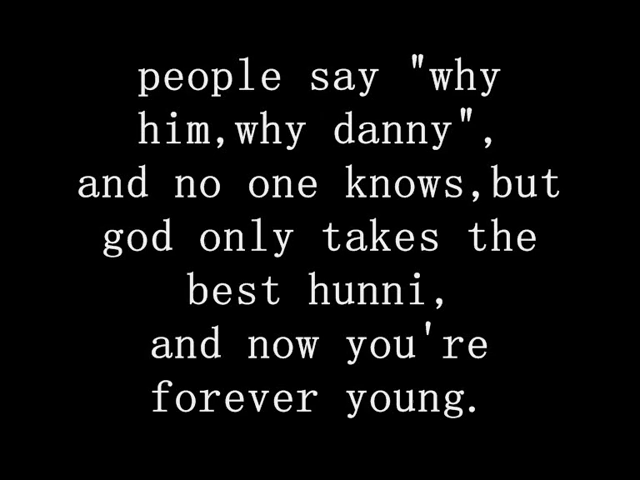 people say "why
him,why danny",
and no one knows,but
god only takes the
best hunni,
and now you're
forever young.